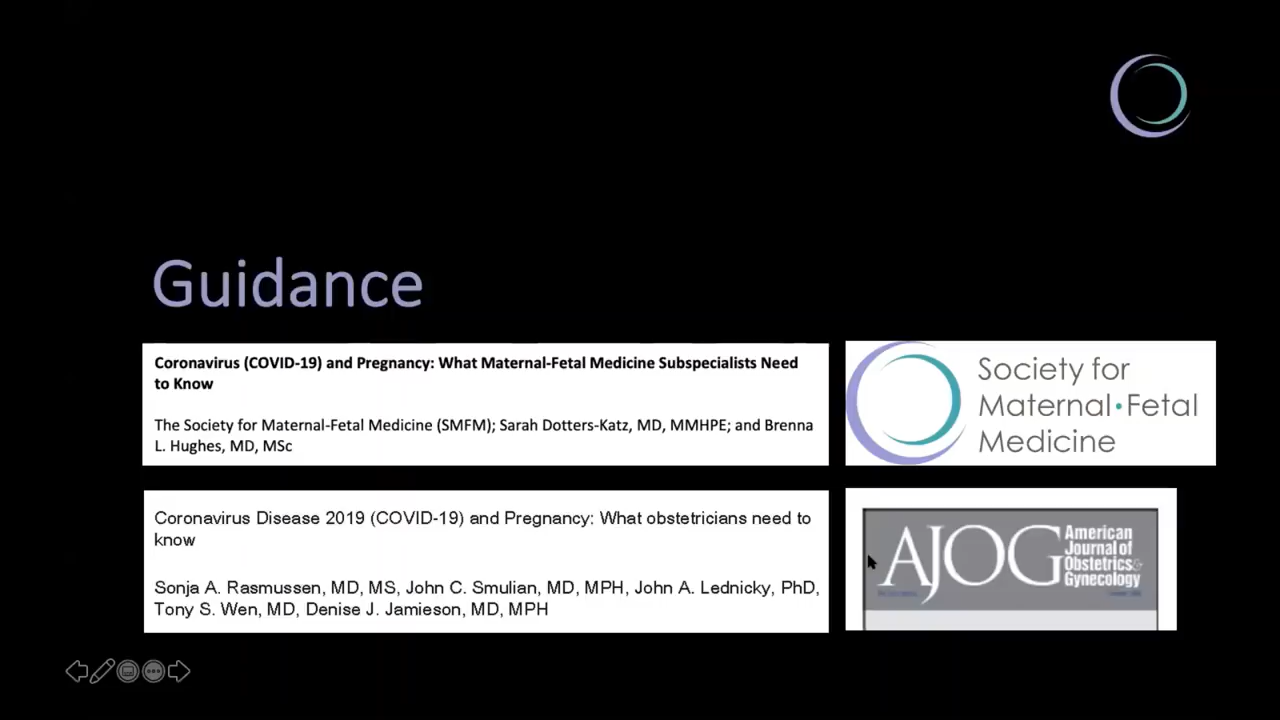 Guidance
Coronavirus (COVID-19) and Pregnancy: What Maternal-Fetal Medicine Subspecialists Need
to Know
The Society for Maternal-Fetal Medicine (SMFM); Sarah Dotters-Katz, MD, MMHPE; and Brenna
L. Hughes, MD, MSc
Society for
Maternal•Fetal
Medicine
Coronavirus Disease 2019 (COVID-19) and Pregnancy: What obstetricians need to
know
Sonja A. Rasmussen, MD, MS, John C. Smulian, MD, MPH, John A. Lednicky, PhD,
Tony S. Wen, MD, Denise J. Jamieson, MD, MPH
AJOG
American
Journal of
Obstetrics&
Gynecology